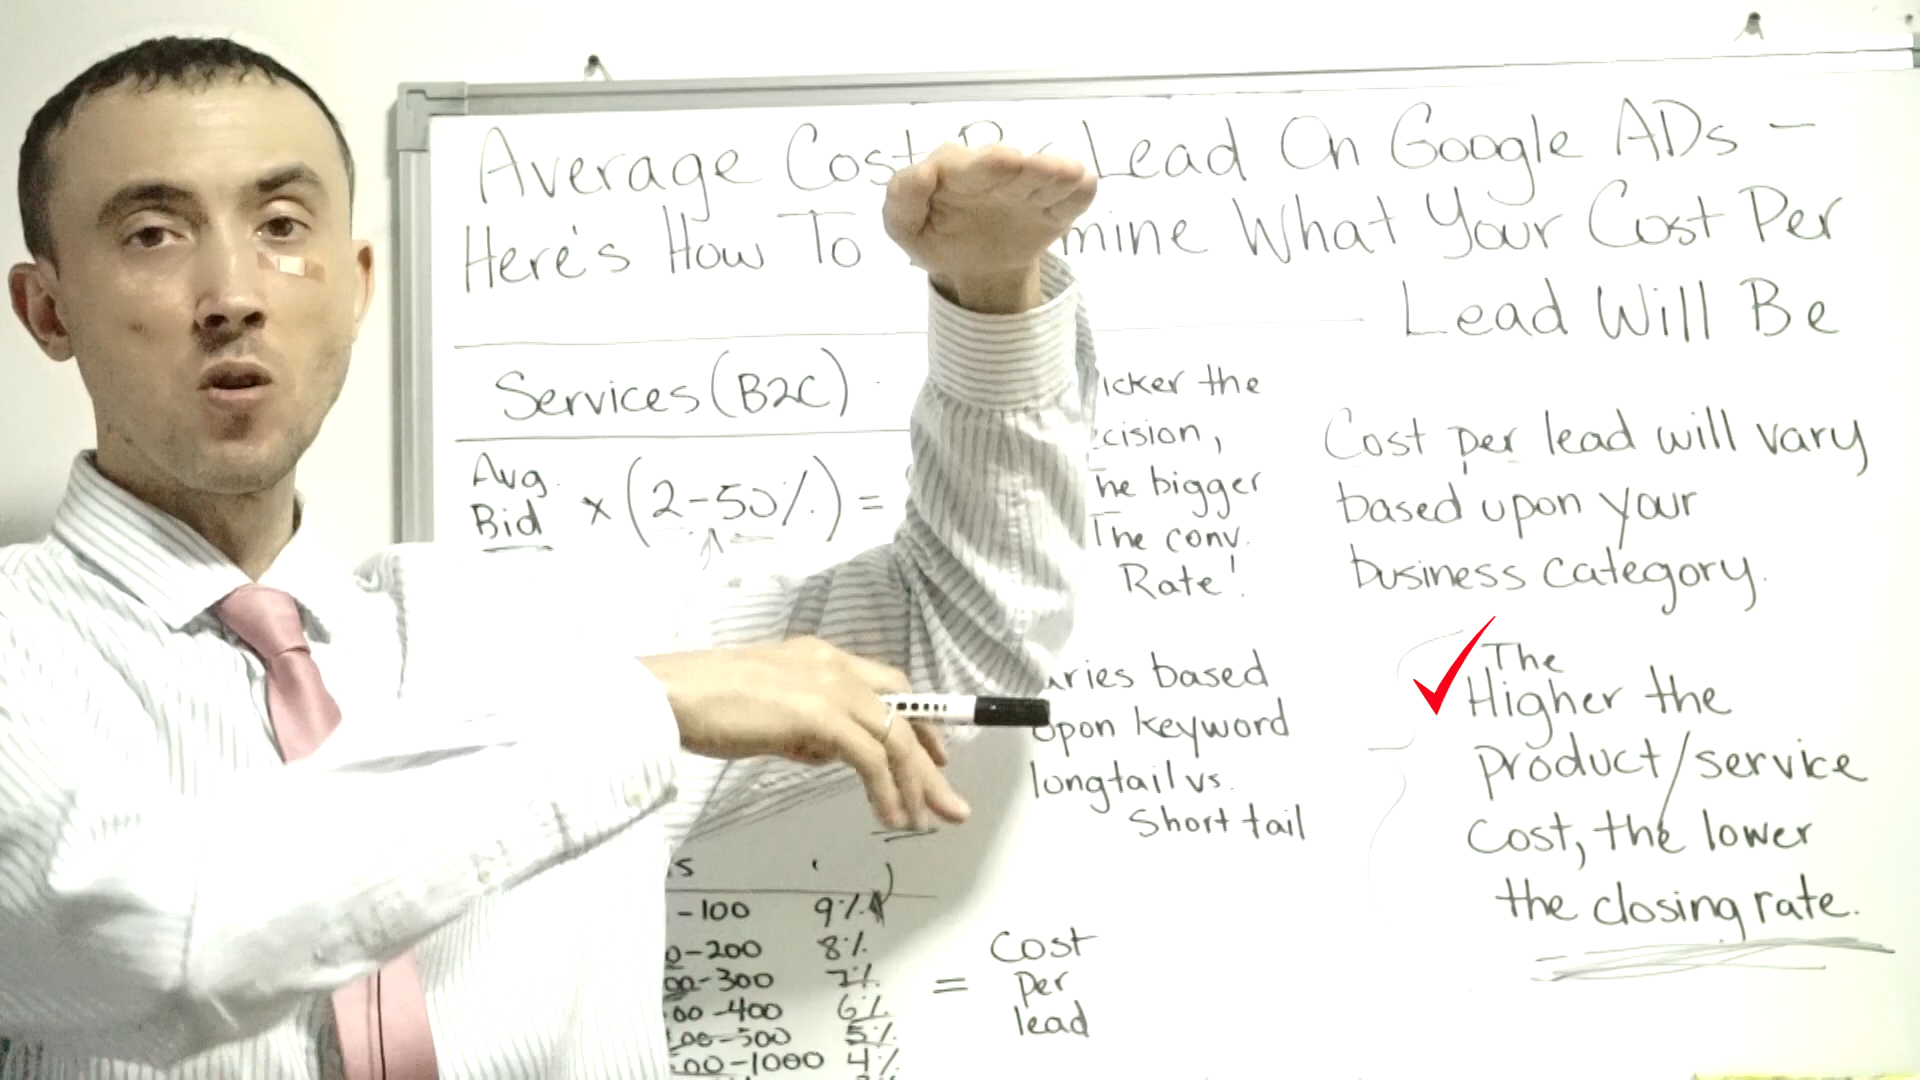 Average Cost Lead On Google ADs -
Here's How To mine What Your Cost Per
Lead Will Be
Services (B2C)
Avg.
Bid × (2-50%) =
icker the
cision,
he bigger
The conv.
Rate!
Cost per lead will vary
based upon your
business category.
The
Higher the
product/service
Cost, the lower
the closing rate.
aries based
upon keyword
longtail vs.
Short tail
-100 9%
0-200 8%
00-300 7%
00-400 6%
00-500 5%
500-1000 4%
= Cost
Per
lead